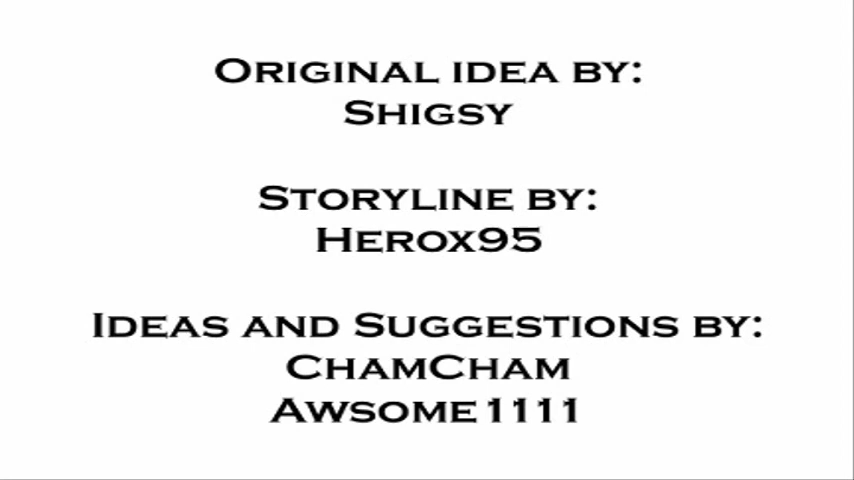 Original idea by:
Shigsy
Storyline by:
Herox95
Ideas and Suggestions by:
ChamCham
Awsome1111